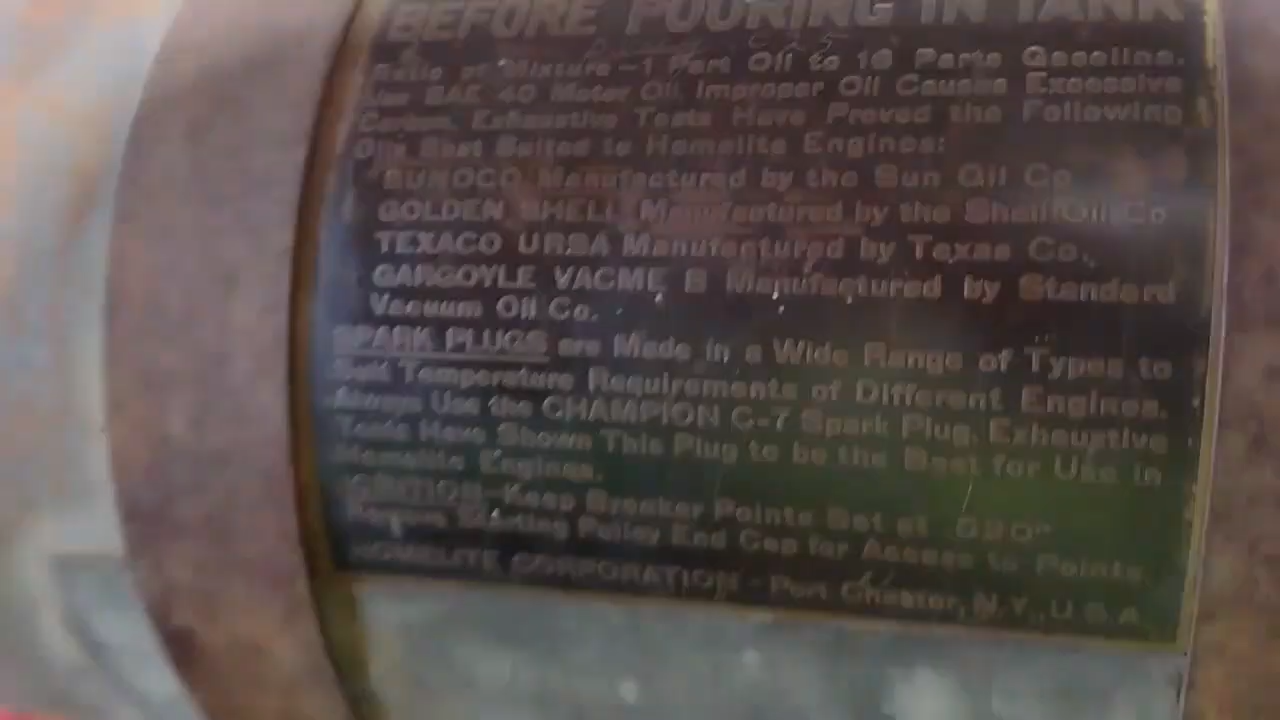 BEFORE POURING IN TANK
Ratio of Mixture—1 Part Oil to 16 Parts Gasoline.
Use SAE 40 Motor Oil. Improper Oil Causes Excessive
Carbon. Exhaustive Tests Have Proved the Following
Oils Best Suited to Homelite Engines:
SUNOCO Manufactured by the Sun Oil Co
GOLDEN SHELL Manufactured by the Shell Oil Co
TEXACO URSA Manufactured by Texas Co.,
GARGOYLE VACME B Manufactured by Standard
Vacuum Oil Co.
SPARK PLUGS are Made in a Wide Range of Types to
Suit Temperature Requirements of Different Engines.
Always Use the CHAMPION C-7 Spark Plug. Exhaustive
Tests Have Shown This Plug to be the Best for Use in
Homelite Engines.
IGNITION—Keep Breaker Points Set at .020"
Remove Starting Pulley End Cap for Access to Points
HOMELITE CORPORATION - Port Chester, N.Y., U.S.A.